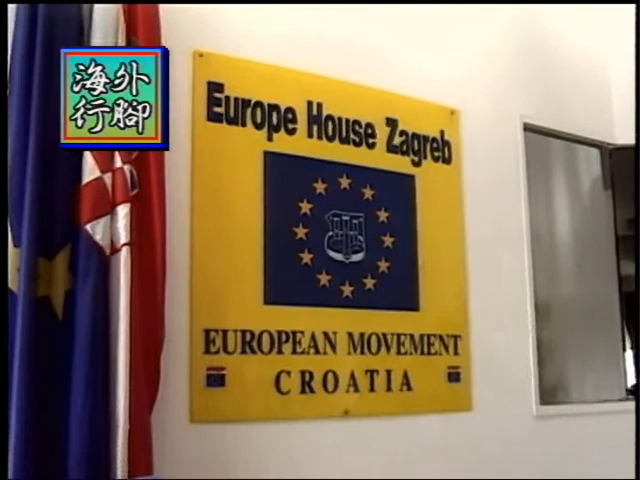 海外
行腳
Europe House Zagreb
EUROPEAN MOVEMENT
CROATIA